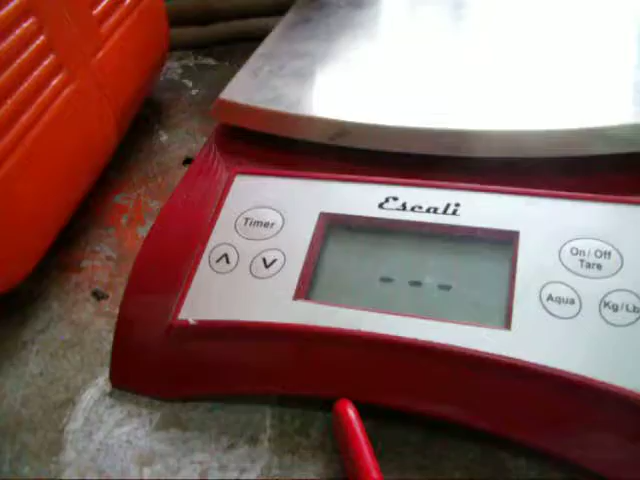 Escali
Timer
On/Off
Tare
Aqua
Kg/Lb
---